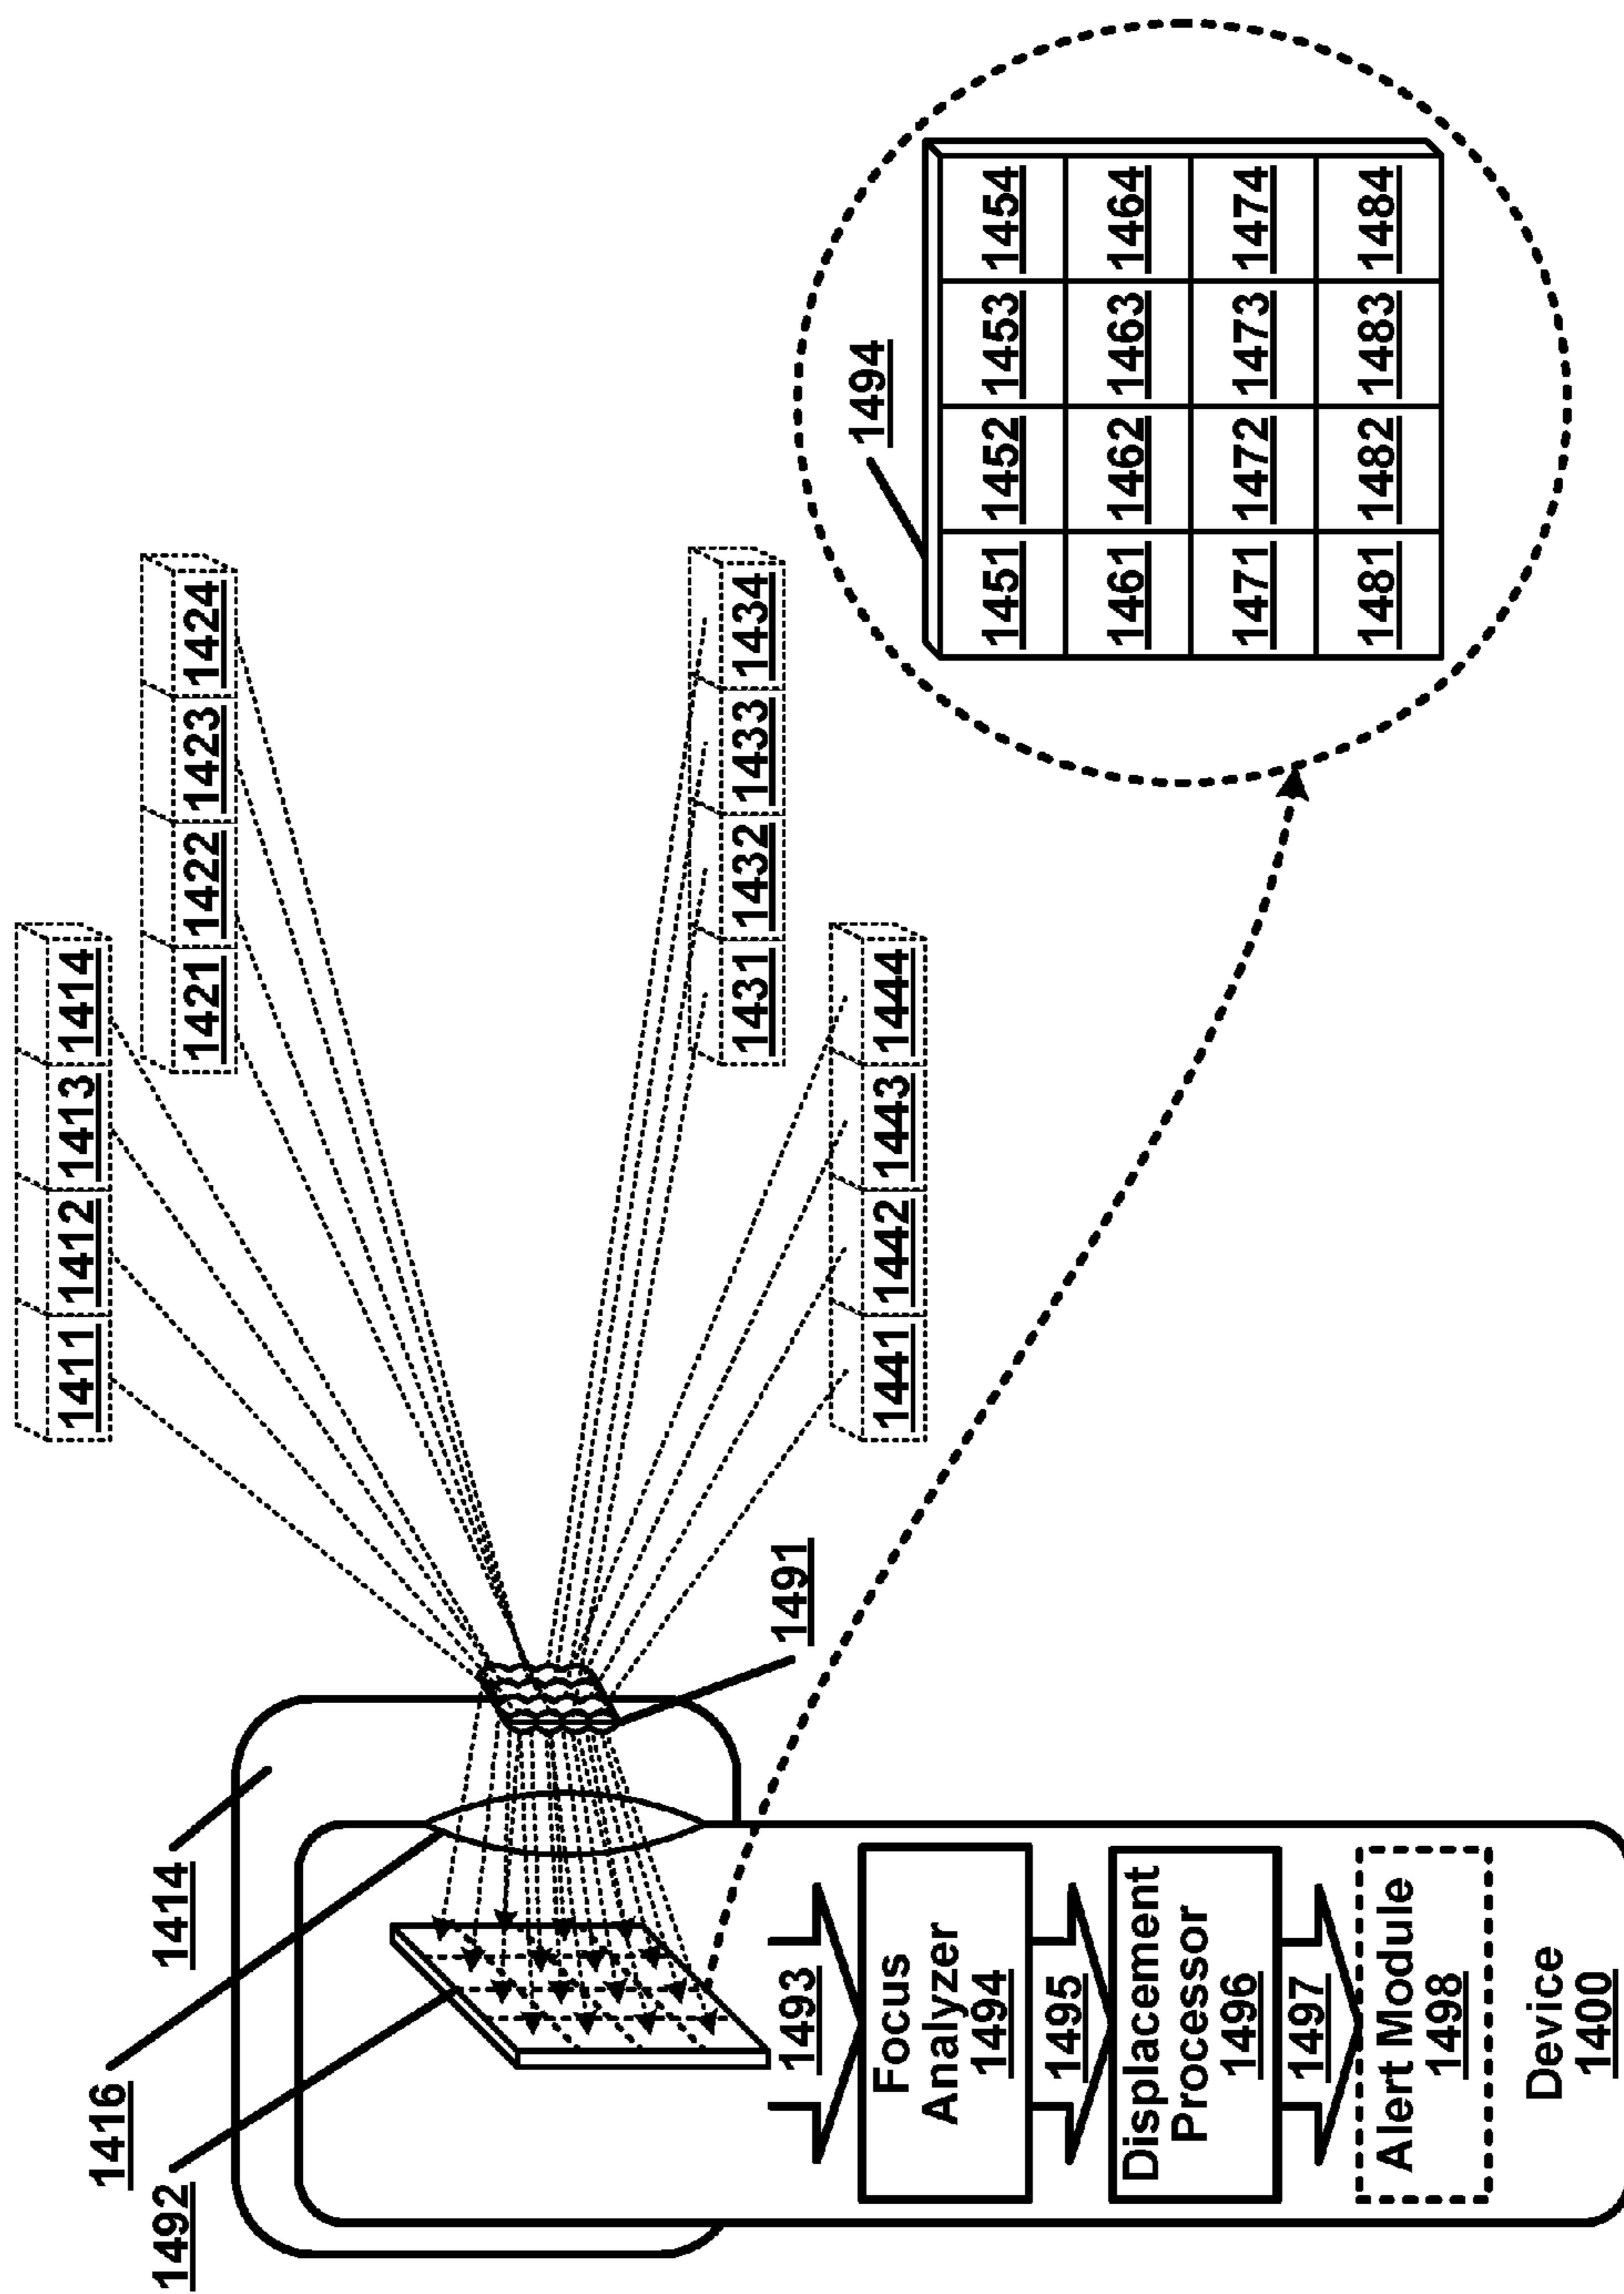 1411 1412 1413 1414
1421 1422 1423 1424
1431 1432 1433 1434
1441 1442 1443 1444
1416
1492
1414
1491
1493
Focus
Analyzer
1494
1495
Displacement
Processor
1496
1497
Alert Module
1498
Device
1400
1494
1451 1452 1453 1454
1461 1462 1463 1464
1471 1472 1473 1474
1481 1482 1483 1484